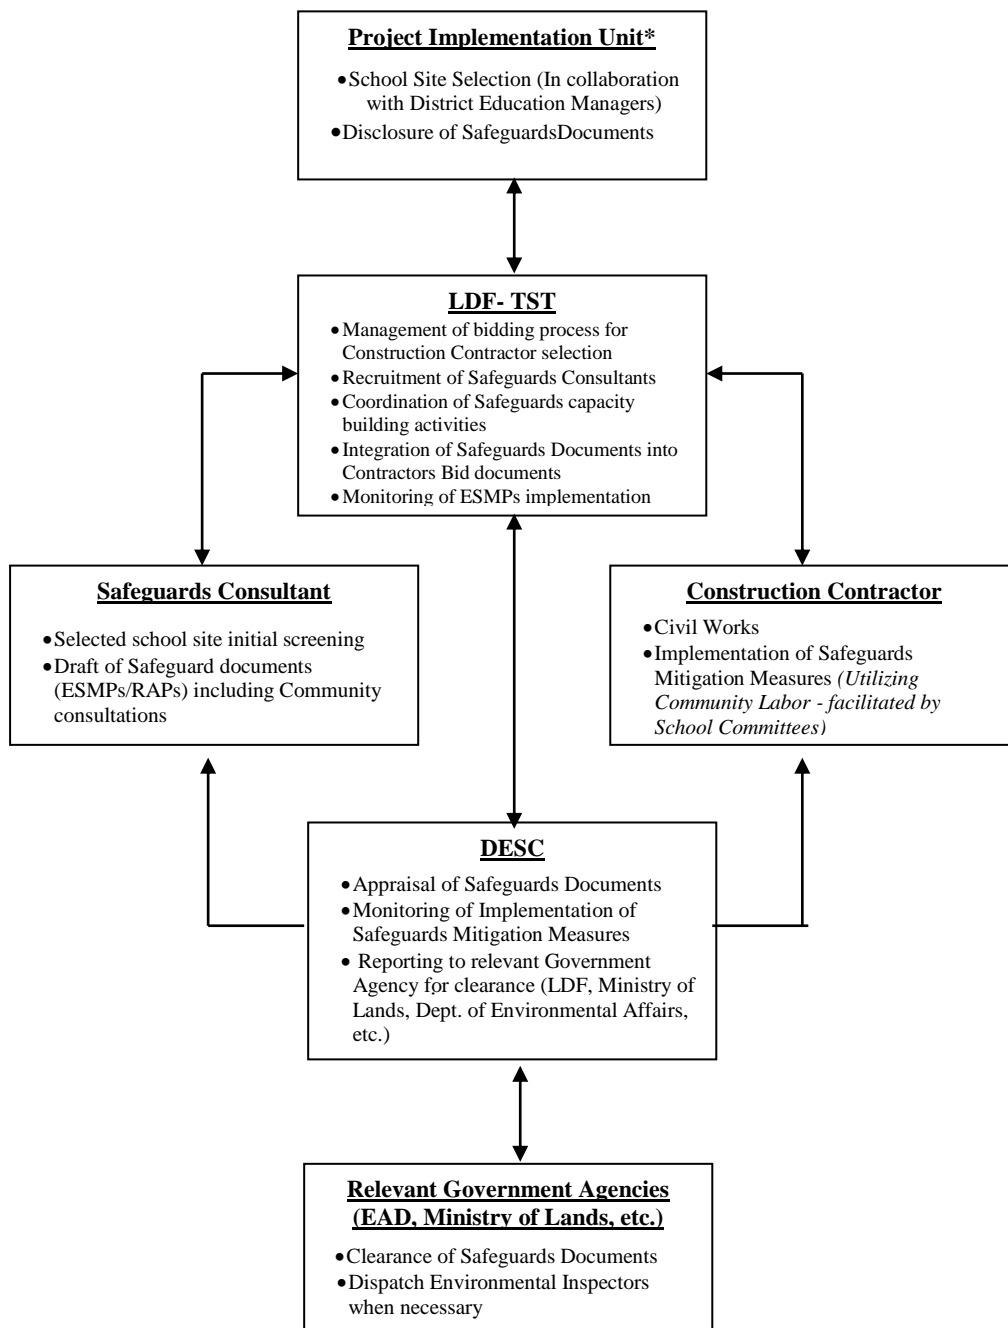 Project Implementation Unit*
•School Site Selection (In collaboration
with District Education Managers)
•Disclosure of SafeguardsDocuments
LDF- TST
•Management of bidding process for
Construction Contractor selection
•Recruitment of Safeguards Consultants
•Coordination of Safeguards capacity
building activities
•Integration of Safeguards Documents into
Contractors Bid documents
•Monitoring of ESMPs implementation
Safeguards Consultant
•Selected school site initial screening
•Draft of Safeguard documents
(ESMPs/RAPs) including Community
consultations
Construction Contractor
•Civil Works
•Implementation of Safeguards
Mitigation Measures (Utilizing
Community Labor - facilitated by
School Committees)
DESC
•Appraisal of Safeguards Documents
•Monitoring of Implementation of
Safeguards Mitigation Measures
• Reporting to relevant Government
Agency for clearance (LDF, Ministry of
Lands, Dept. of Environmental Affairs,
etc.)
Relevant Government Agencies
(EAD, Ministry of Lands, etc.)
•Clearance of Safeguards Documents
•Dispatch Environmental Inspectors
when necessary